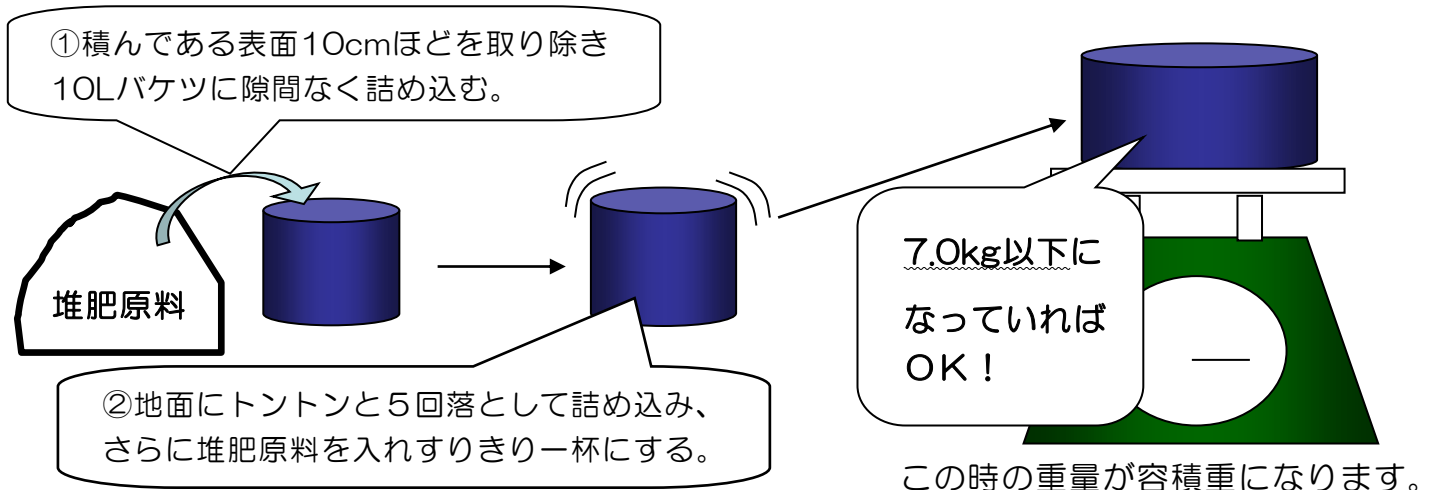 ①積んである表面10cmほどを取り除き
10Lバケツに隙間なく詰め込む。
堆肥原料
②地面にトントンと５回落として詰め込み、
さらに堆肥原料を入れすりきり一杯にする。
7.0kg以下に
なっていれば
ＯＫ！
この時の重量が容積重になります。